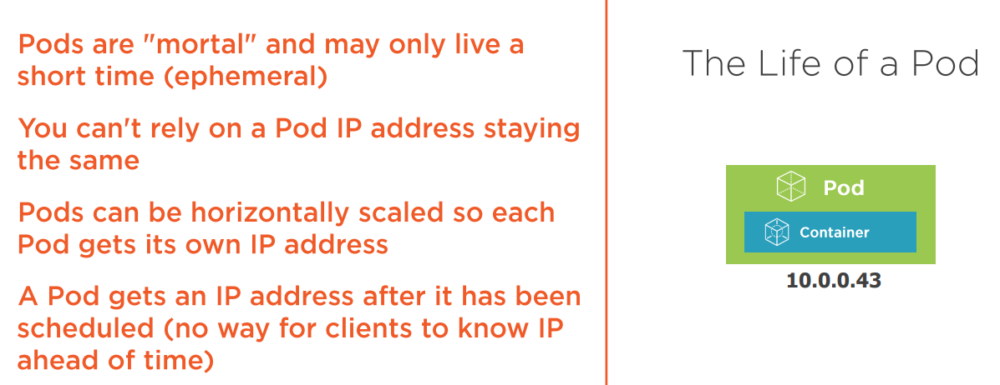 Pods are "mortal" and may only live a
short time (ephemeral)
You can't rely on a Pod IP address staying
the same
Pods can be horizontally scaled so each
Pod gets its own IP address
A Pod gets an IP address after it has been
scheduled (no way for clients to know IP
ahead of time)
The Life of a Pod
Pod
Container
10.0.0.43